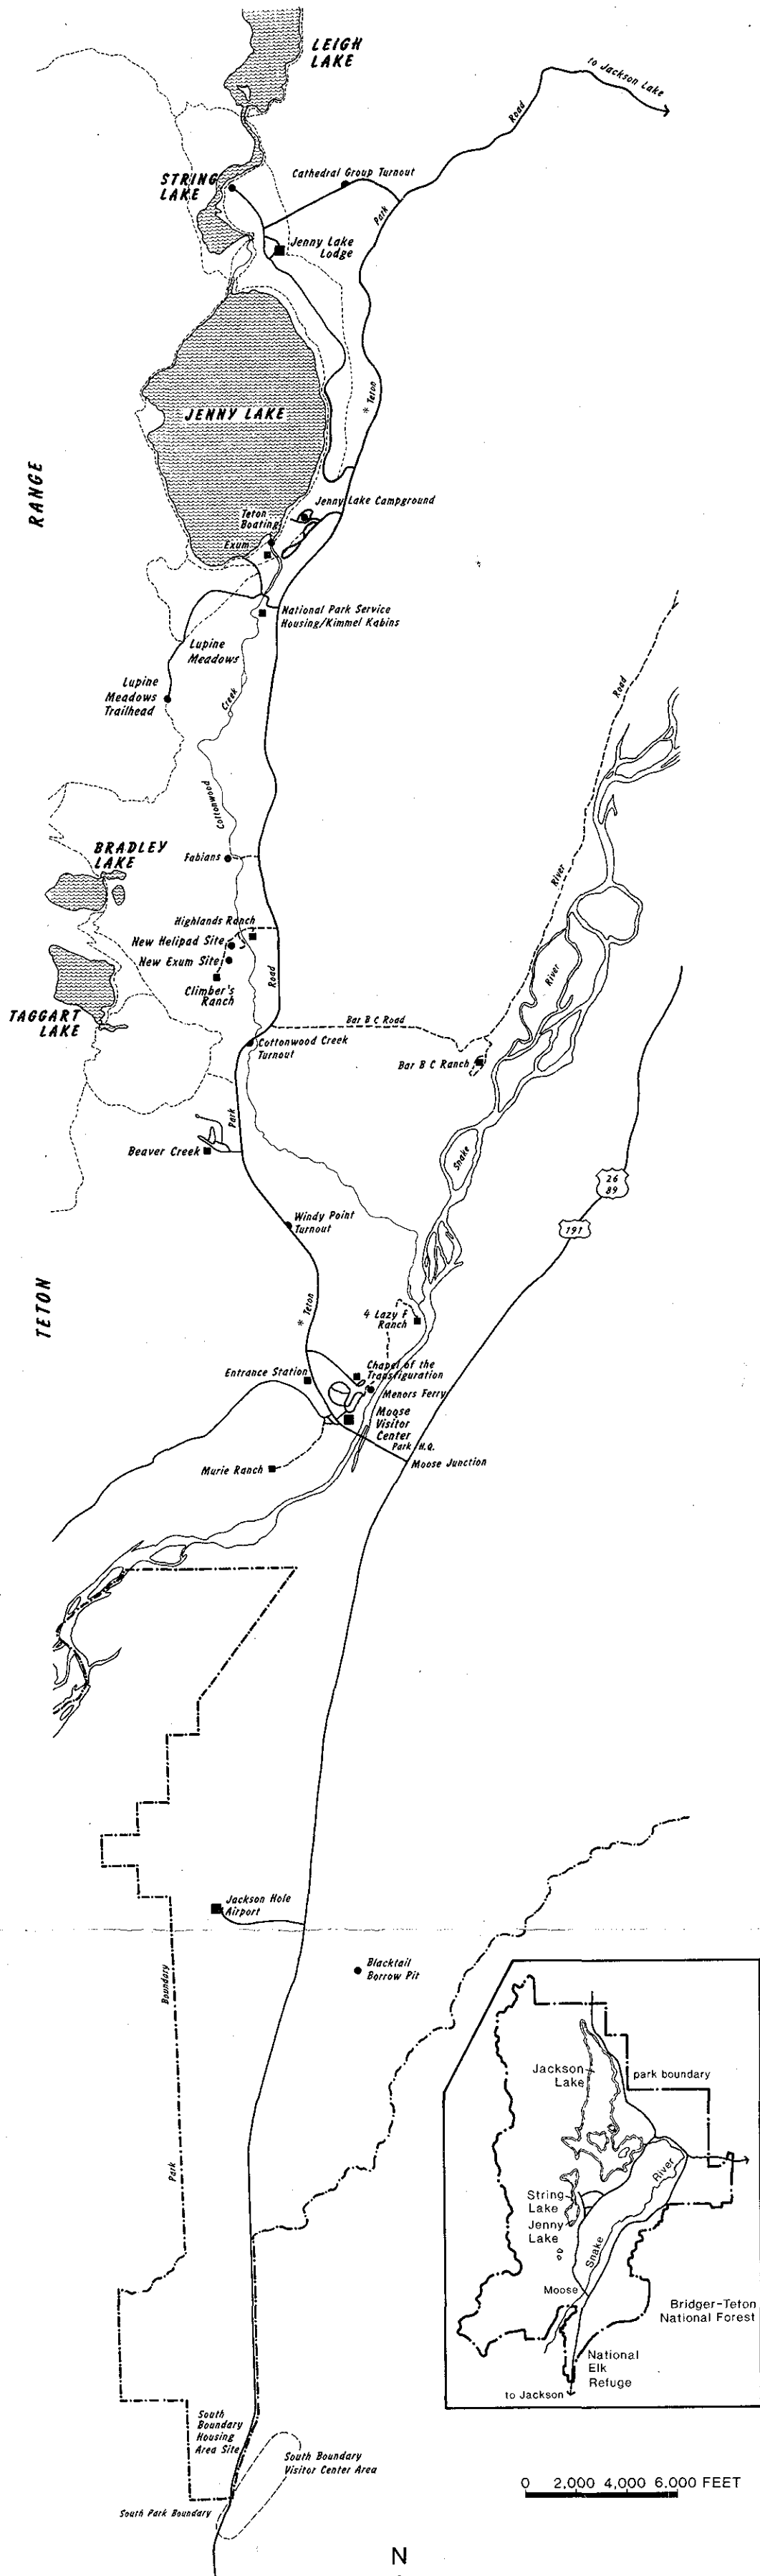 LEIGH
LAKE
to Jackson Lake
Road
Cathedral Group Turnout
STRING
LAKE
Park
Jenny Lake
Lodge
* Teton
JENNY LAKE
RANGE
Jenny Lake Campground
Teton
Boating
Exum
National Park Service
Housing/Kimmel Kabins
Lupine
Meadows
Lupine
Meadows
Trailhead
Creek
Road
Cottonwood
BRADLEY
LAKE
Fabians
River
Highlands Ranch
New Helipad Site
New Exum Site
Climber's
Ranch
Road
River
TAGGART
LAKE
Bar B C Road
Cottonwood Creek
Turnout
Bar B C Ranch
Park
Beaver Creek
Snake
26
89
191
Windy Point
Turnout
TETON
* Teton
4 Lazy F
Ranch
Chapel of the
Transfiguration
Entrance Station
Menors Ferry
Moose
Visitor
Center
Park H.Q.
Moose Junction
Murie Ranch
Jackson Hole
Airport
Boundary
Blacktail
Borrow Pit
Park
Jackson
Lake
park boundary
River
String
Lake
Jenny
Lake
Snake
Moose
Bridger-Teton
National Forest
National
Elk
Refuge
to Jackson
South
Boundary
Housing
Area Site
South Boundary
Visitor Center Area
South Park Boundary
0 2,000 4,000 6,000 FEET
N